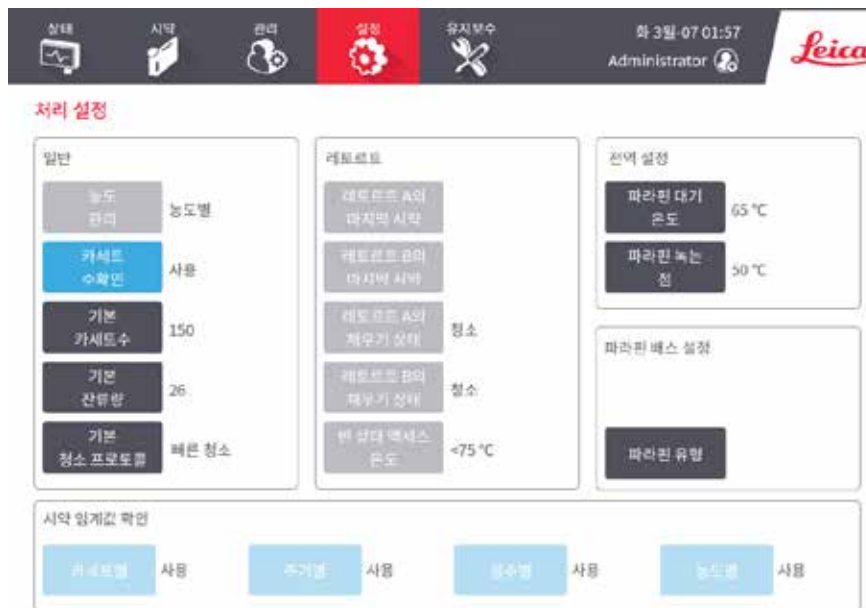 상태
시약
관리
설정
유지보수
화 3월-07 01:57
Administrator
Leica
처리 설정
일반
농도
관리
농도별
카세트
수확인
사용
기본
카세트수
150
기본
잔류량
26
기본
청소 프로토콜
빠른 청소
레토르트
레토르트 A의
마지막 시약
레토르트 B의
마지막 시약
레토르트 A의
채우기 상태
청소
레토르트 B의
채우기 상태
청소
빈 상태 액세스
온도
<75 °C
전역 설정
파라핀 대기
온도
65 °C
파라핀 녹는
점
50 °C
파라핀 배스 설정
파라핀 유형
시약 임계값 확인
카세트별
사용
주기별
사용
일수별
사용
농도별
사용